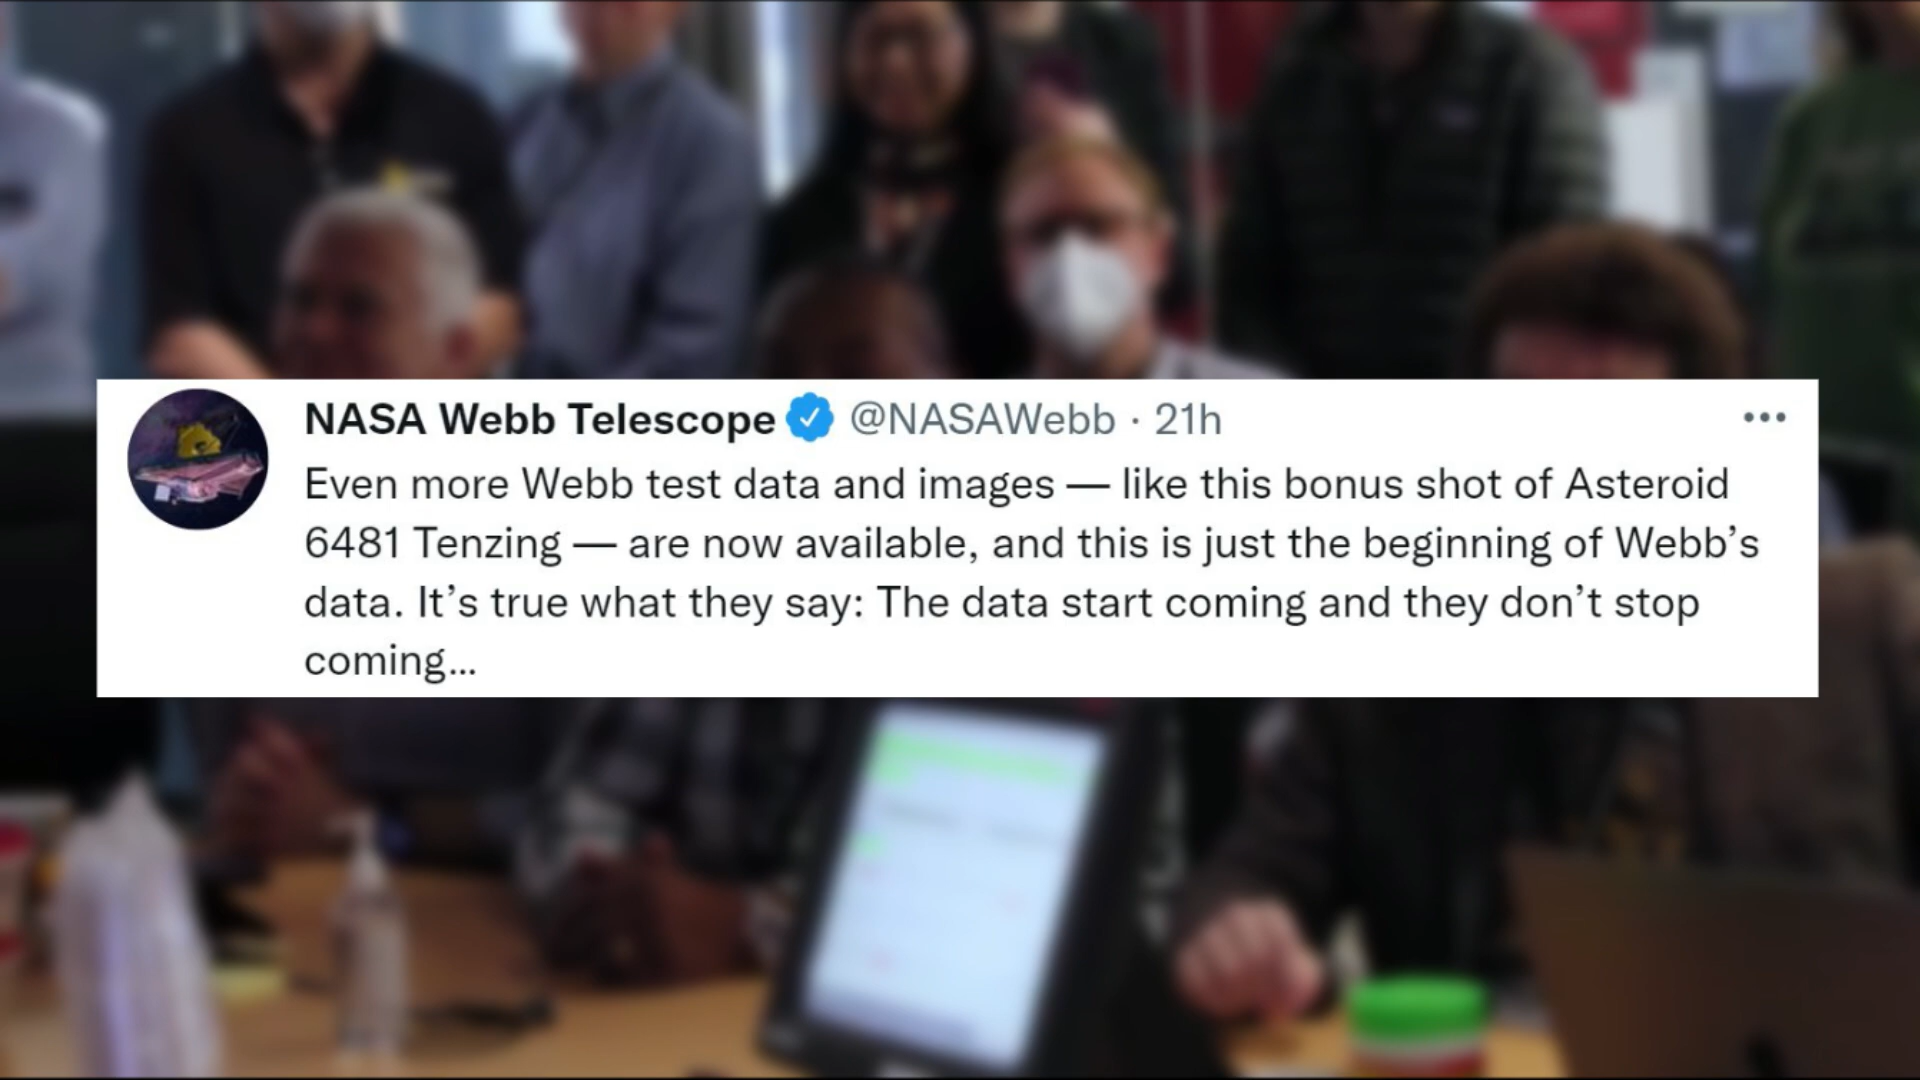 NASA Webb Telescope @NASAWebb · 21h
Even more Webb test data and images — like this bonus shot of Asteroid
6481 Tenzing — are now available, and this is just the beginning of Webb’s
data. It’s true what they say: The data start coming and they don’t stop
coming...